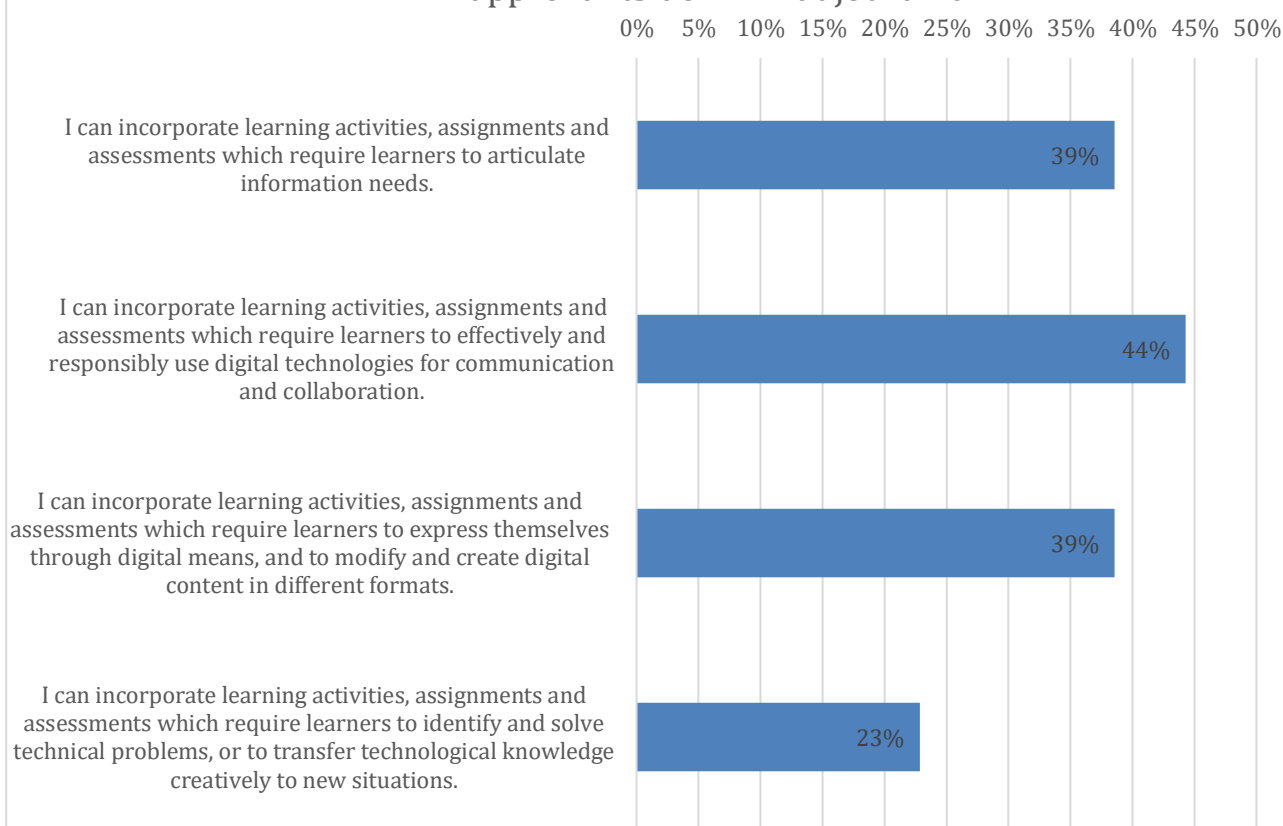 0% 5% 10% 15% 20% 25% 30% 35% 40% 45% 50%
I can incorporate learning activities, assignments and
assessments which require learners to articulate
information needs.
39%
I can incorporate learning activities, assignments and
assessments which require learners to effectively and
responsibly use digital technologies for communication
and collaboration.
44%
I can incorporate learning activities, assignments and
assessments which require learners to express themselves
through digital means, and to modify and create digital
content in different formats.
39%
I can incorporate learning activities, assignments and
assessments which require learners to identify and solve
technical problems, or to transfer technological knowledge
creatively to new situations.
23%